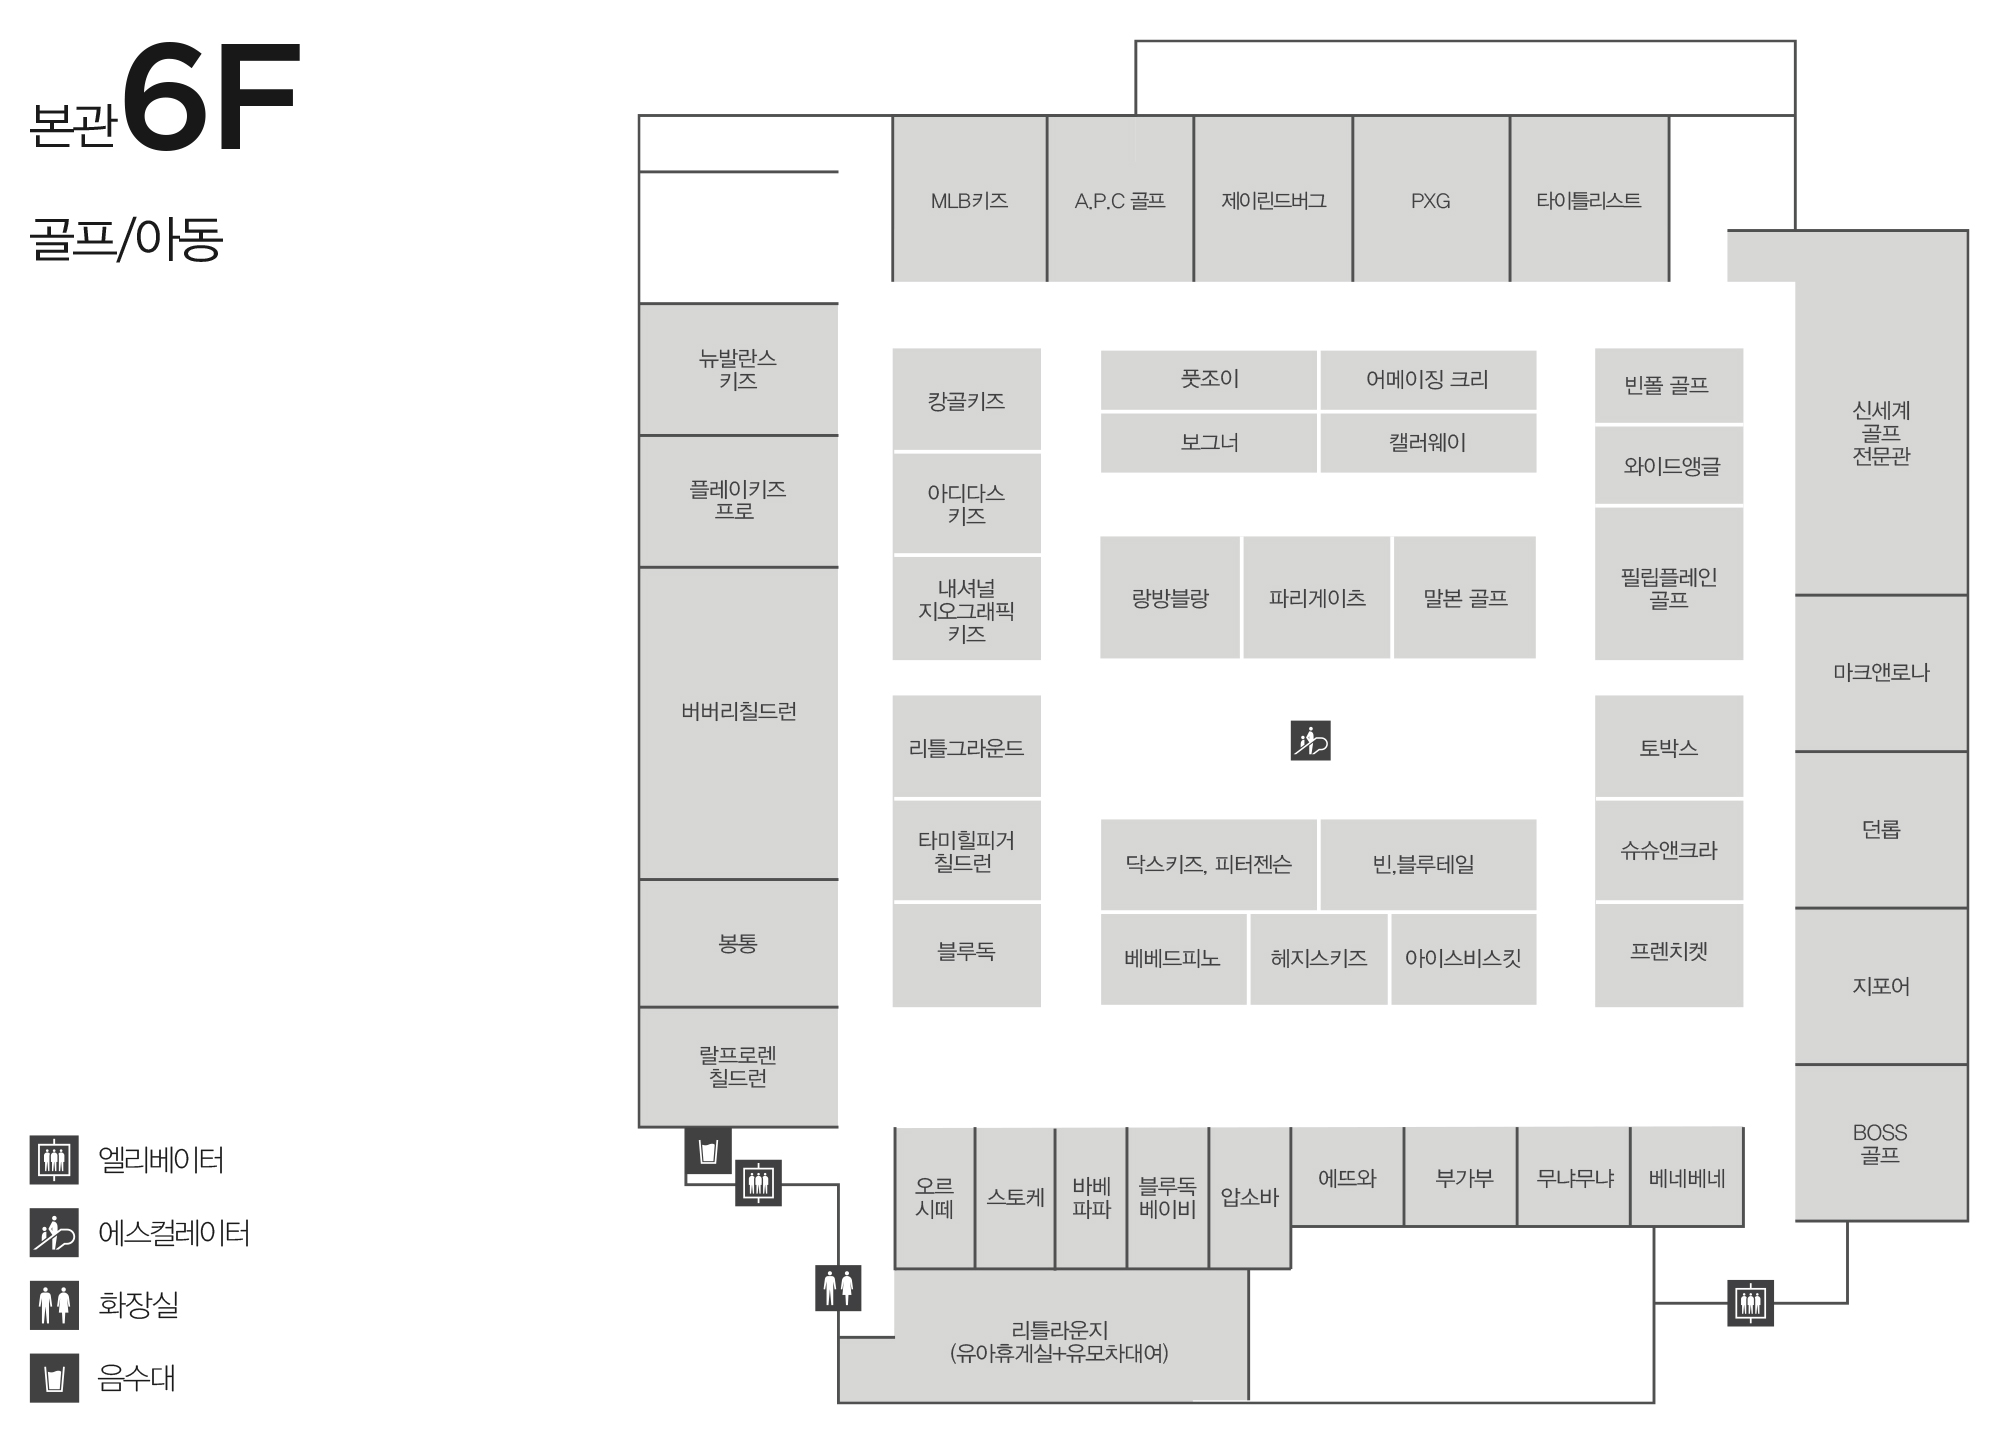 본관 6F
골프/아동
MLB키즈
A.P.C 골프
제이린드버그
PXG
타이틀리스트
뉴발란스
키즈
플레이키즈
프로
버버리칠드런
봉통
랄프로렌
칠드런
캉골키즈
아디다스
키즈
내셔널
지오그래픽
키즈
리틀그라운드
타미힐피거
칠드런
블루독
풋조이
어메이징 크리
보그너
캘러웨이
랑방블랑
파리게이츠
말본 골프
닥스키즈, 피터젠슨
빈,블루테일
베베드피노
헤지스키즈
아이스비스킷
빈폴 골프
와이드앵글
필립플레인
골프
토박스
슈슈앤크라
프렌치켓
신세계
골프
전문관
마크앤로나
던롭
지포어
BOSS
골프
오르
시떼
스토케
바베
파파
블루독
베이비
압소바
에뜨와
부가부
무냐무냐
베네베네
리틀라운지
(유아휴게실+유모차대여)
엘리베이터
에스컬레이터
화장실
음수대